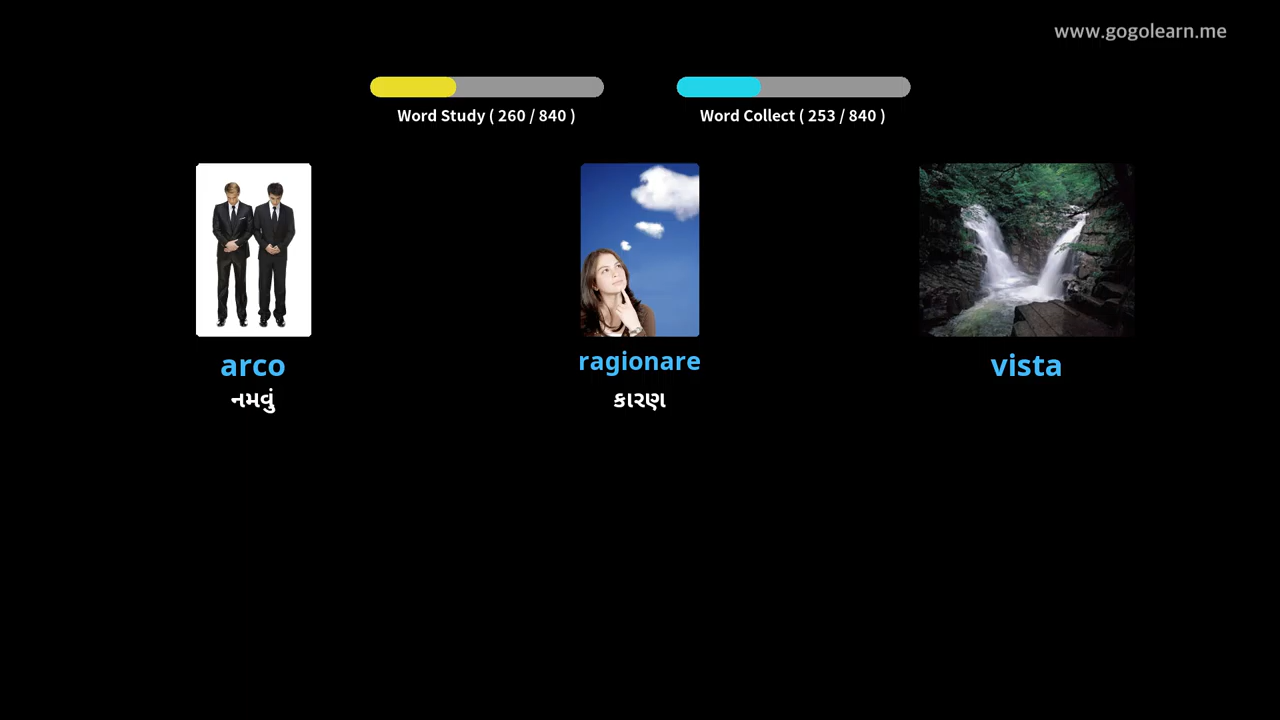 www.gogolearn.me
Word Study ( 260 / 840 )
Word Collect ( 253 / 840 )
arco
ragionare
vista
નમવું
કારણ